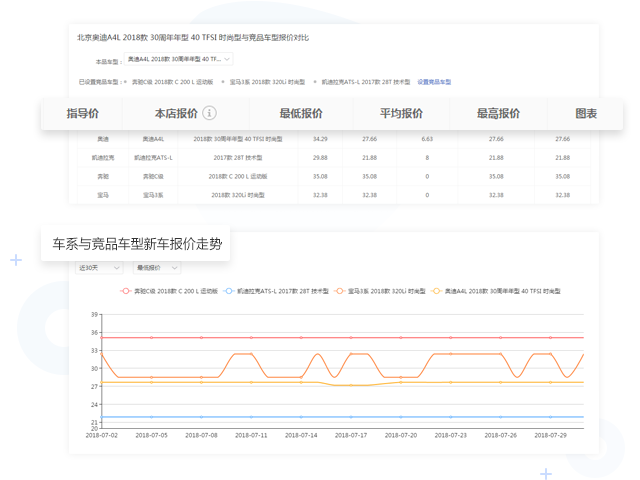 北京奥迪A4L 2018款 30周年年型 40 TFSI 时尚型与竞品车型报价对比
本品车型： 奥迪A4L 2018款 30周年年型 40 TF...
已设置竞品车型： 奔驰C级 2018款 C 200 L 运动版 宝马3系 2018款 320Li 时尚型 凯迪拉克ATS-L 2017款 28T 技术型 设置竞品车型
指导价 本店报价 最低报价 平均报价 最高报价 图表
奥迪 奥迪A4L 2018款 30周年年型 40 TFSI 时尚型 34.29 27.66 6.63 27.66 27.66
凯迪拉克 凯迪拉克ATS-L 2017款 28T 技术型 29.88 21.88 8 21.88 21.88
奔驰 奔驰C级 2018款 C 200 L 运动版 35.08 35.08 0 35.08 35.08
宝马 宝马3系 2018款 320Li 时尚型 32.38 32.38 0 32.38 32.38
车系与竞品车型新车报价走势
近30天 最低报价
奔驰C级 2018款 C 200 L 运动版 凯迪拉克ATS-L 2017款 28T 技术型 宝马3系 2018款 320Li 时尚型 奥迪A4L 2018款 30周年年型 40 TFSI 时尚型
39
36
33
30
27
24
21
20
2018-07-02 2018-07-05 2018-07-08 2018-07-11 2018-07-14 2018-07-17 2018-07-20 2018-07-23 2018-07-26 2018-07-29